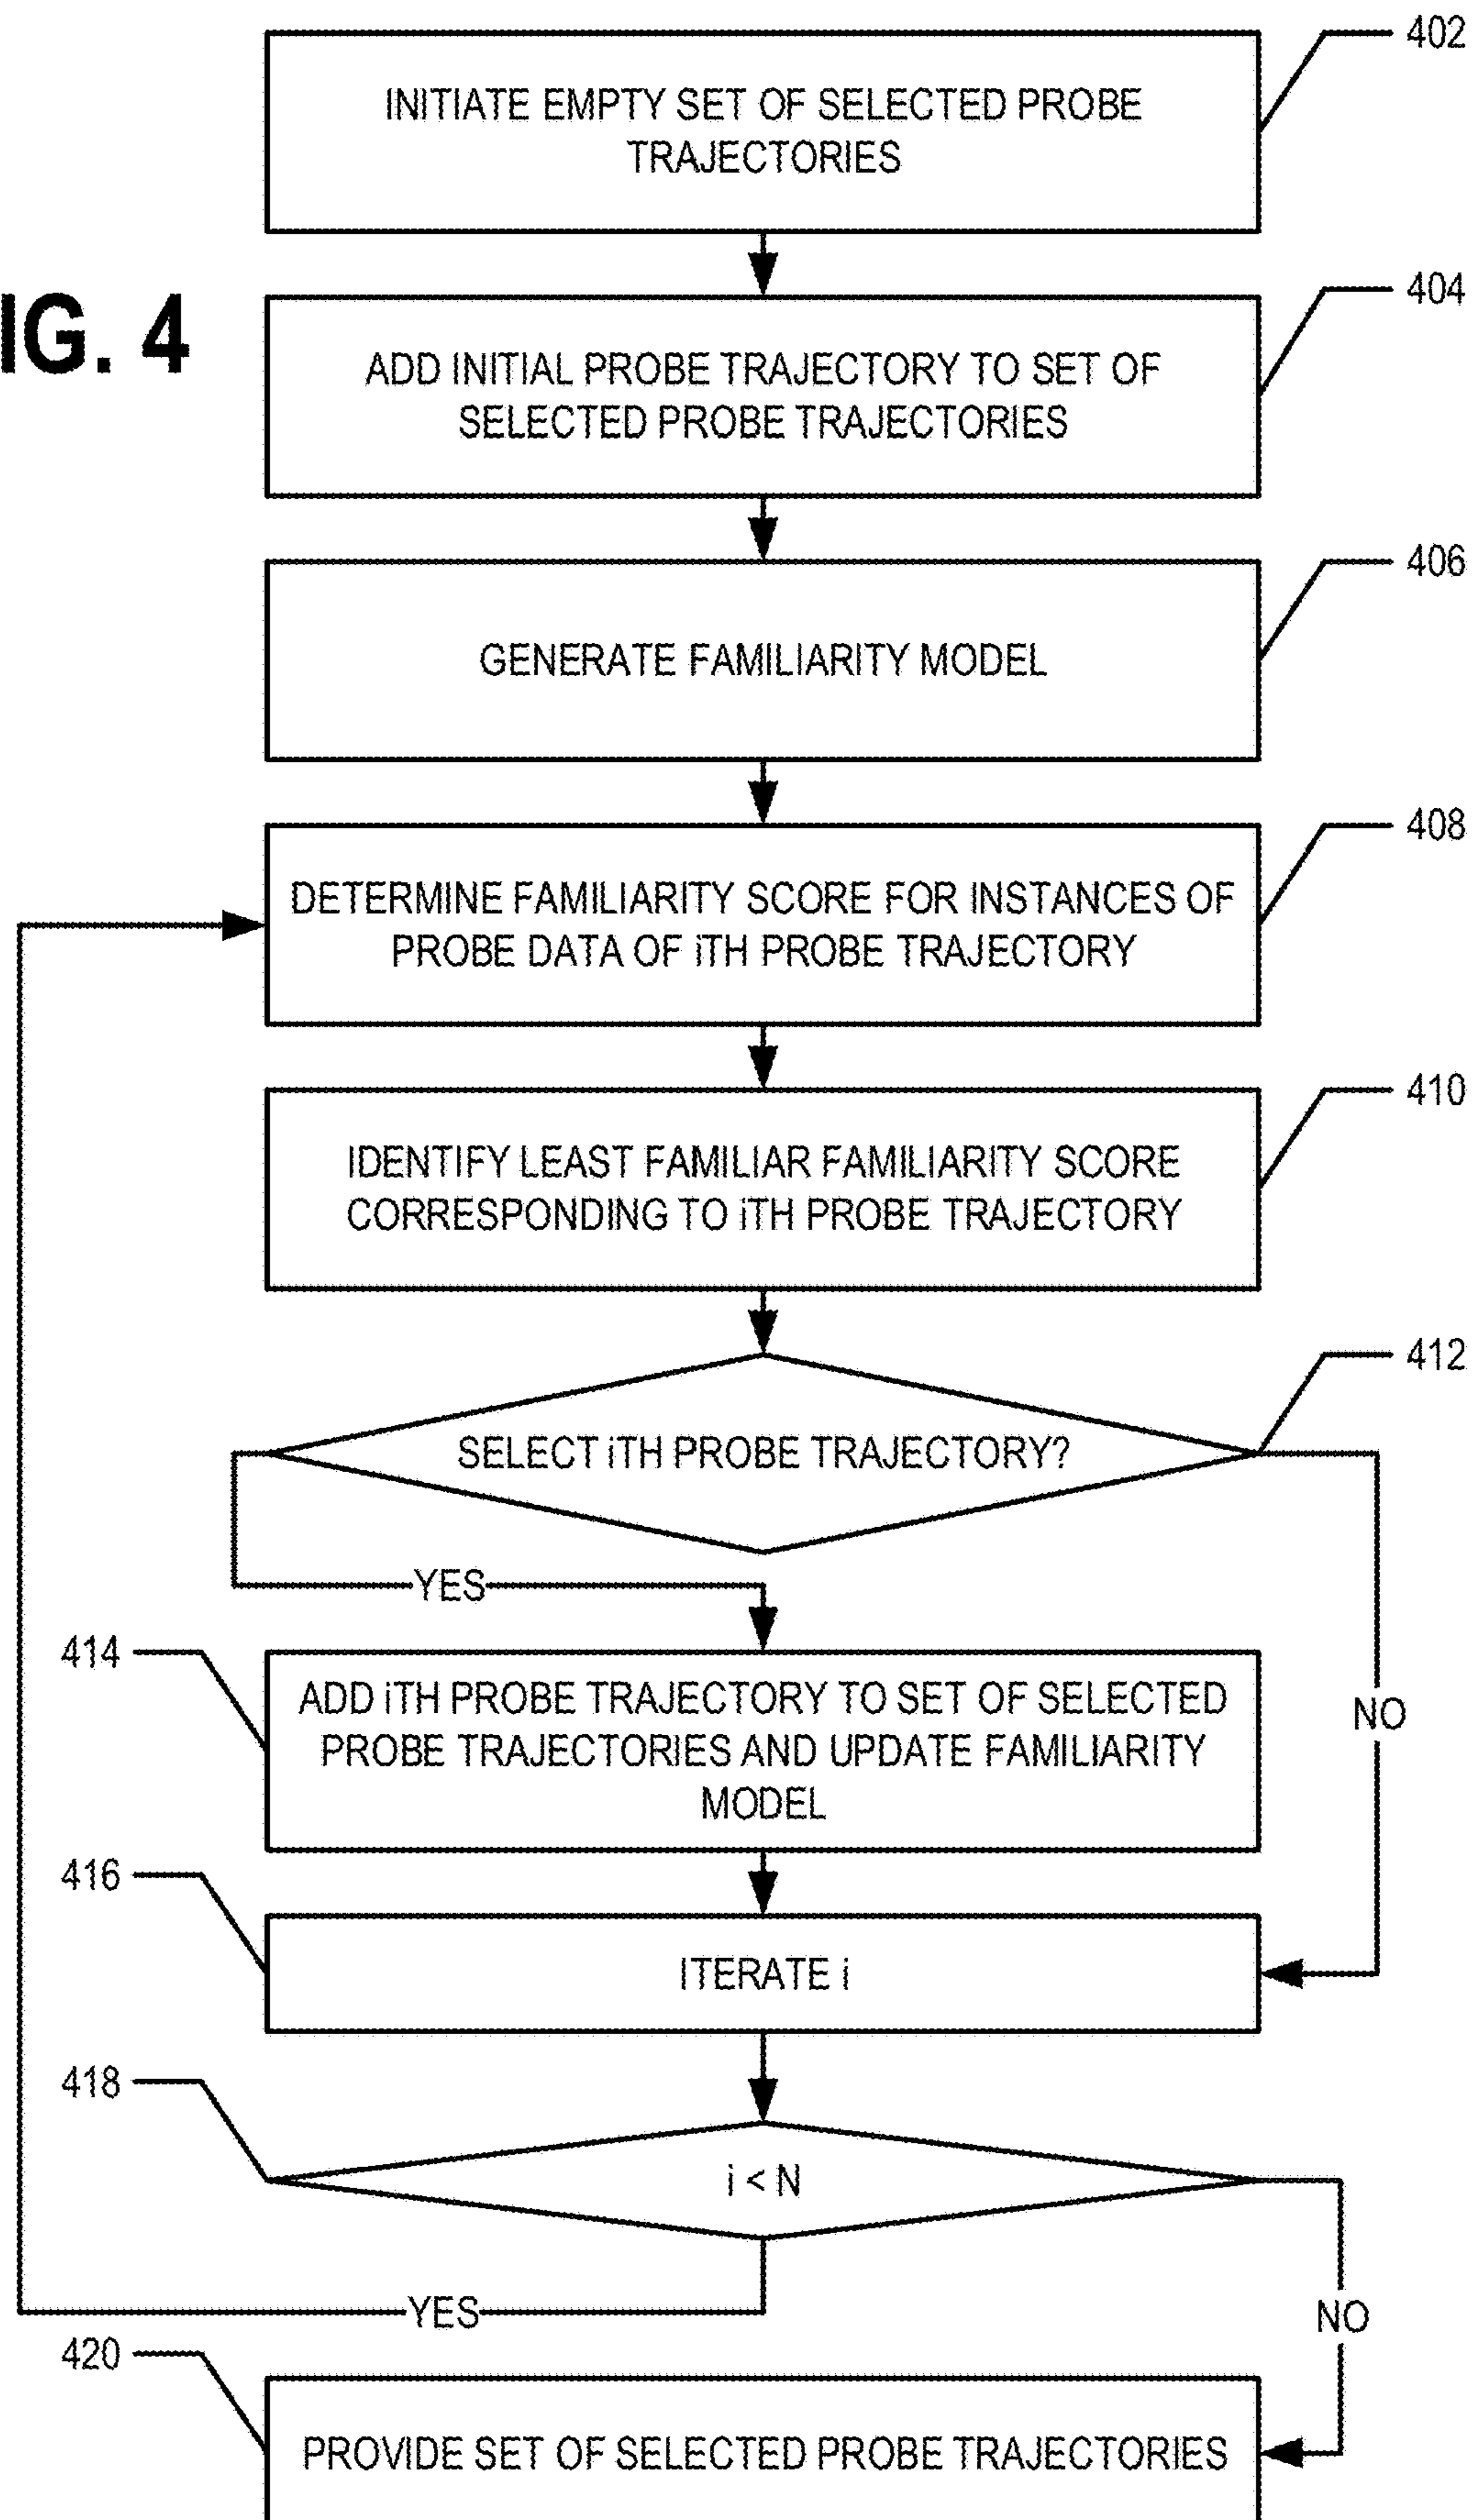 402
INITIATE EMPTY SET OF SELECTED PROBE
TRAJECTORIES
404
IG. 4
ADD INITIAL PROBE TRAJECTORY TO SET OF
SELECTED PROBE TRAJECTORIES
406
GENERATE FAMILIARITY MODEL
408
DETERMINE FAMILIARITY SCORE FOR INSTANCES OF
PROBE DATA OF iTH PROBE TRAJECTORY
410
IDENTIFY LEAST FAMILIAR FAMILIARITY SCORE
CORRESPONDING TO iTH PROBE TRAJECTORY
412
SELECT iTH PROBE TRAJECTORY?
YES
414
ADD iTH PROBE TRAJECTORY TO SET OF SELECTED
PROBE TRAJECTORIES AND UPDATE FAMILIARITY
MODEL
NO
416
ITERATE i
418
i < N
YES
NO
420
PROVIDE SET OF SELECTED PROBE TRAJECTORIES